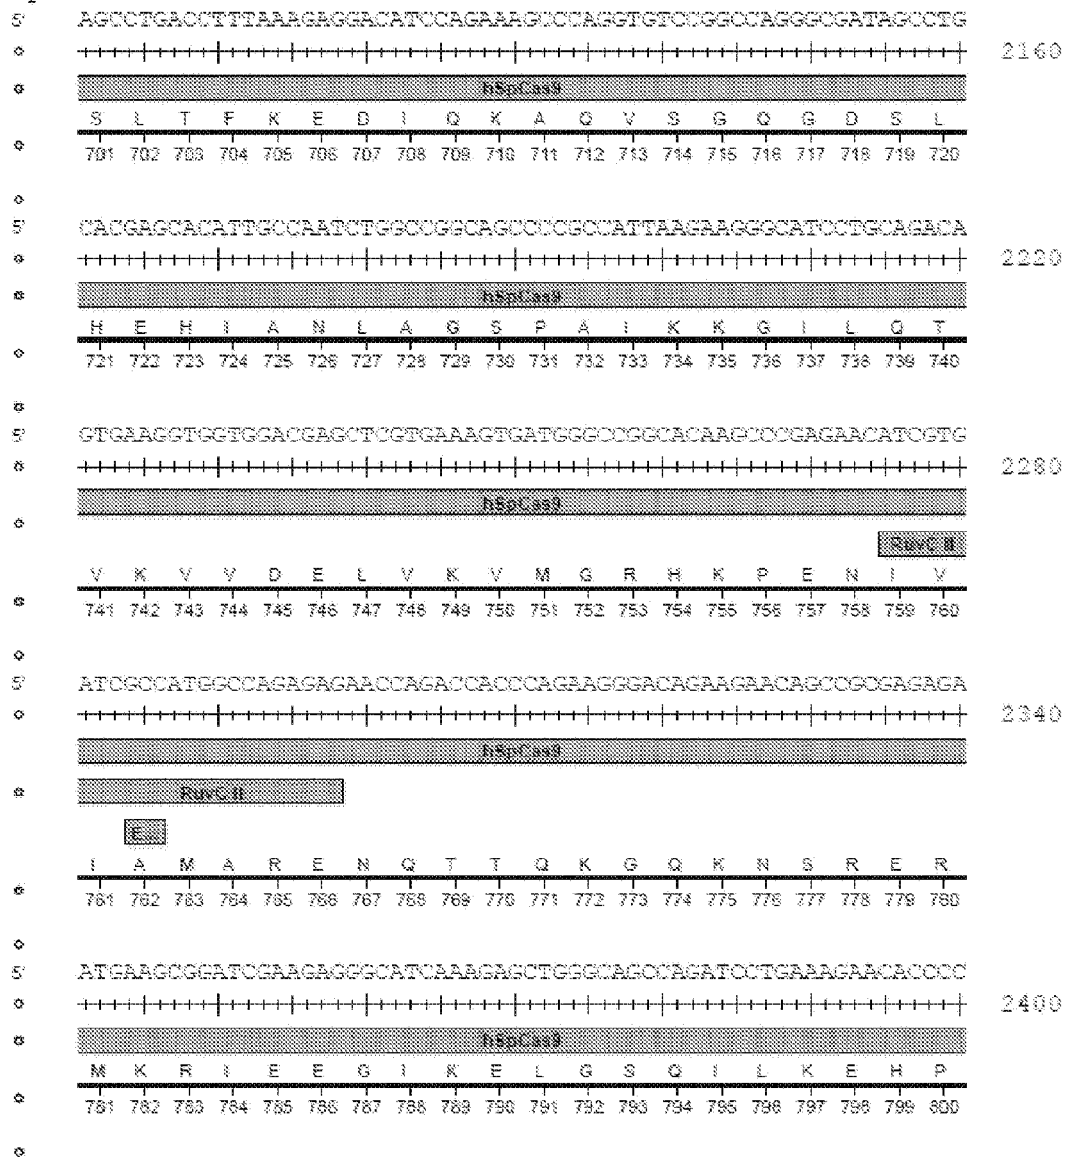 5' AGCCTGACCTTTAAAGAGGACATCCAGAAAGCCCAGGTGTCCGGCCAGGGCGATAGCCTG
2160
hSpCas9
S L T F K E D I Q K A Q V S G Q G D S L
701 702 703 704 705 706 707 708 709 710 711 712 713 714 715 716 717 718 719 720
5' CACGAGCACATTGCCAATCTGGCCGGCAGCCCCGCCATTAAGAAGGGCATCCTGCAGACA
2220
hSpCas9
H E H I A N L A G S P A I K K G I L Q T
721 722 723 724 725 726 727 728 729 730 731 732 733 734 735 736 737 738 739 740
5' GTGAAGGTGGTGGACGAGCTCGTGAAAGTGATGGGCCGGCACAAGCCCGAGAACATCGTG
2280
hSpCas9
RuvC II
V K V V D E L V K V M G R H K P E N I V
741 742 743 744 745 746 747 748 749 750 751 752 753 754 755 756 757 758 759 760
5' ATCGCCATGGCCAGAGAGAACCAGACCACCCAGAAGGGACAGAAGAACAGCCGCGAGAGA
2340
hSpCas9
RuvC II
E...
I A M A R E N Q T T Q K G Q K N S R E R
761 762 763 764 765 766 767 768 769 770 771 772 773 774 775 776 777 778 779 780
5' ATGAAGCGGATCGAAGAGGGCATCAAAGAGCTGGGCAGCCAGATCCTGAAAGAACACCCC
2400
hSpCas9
M K R I E E G I K E L G S Q I L K E H P
781 782 783 784 785 786 787 788 789 790 791 792 793 794 795 796 797 798 799 800